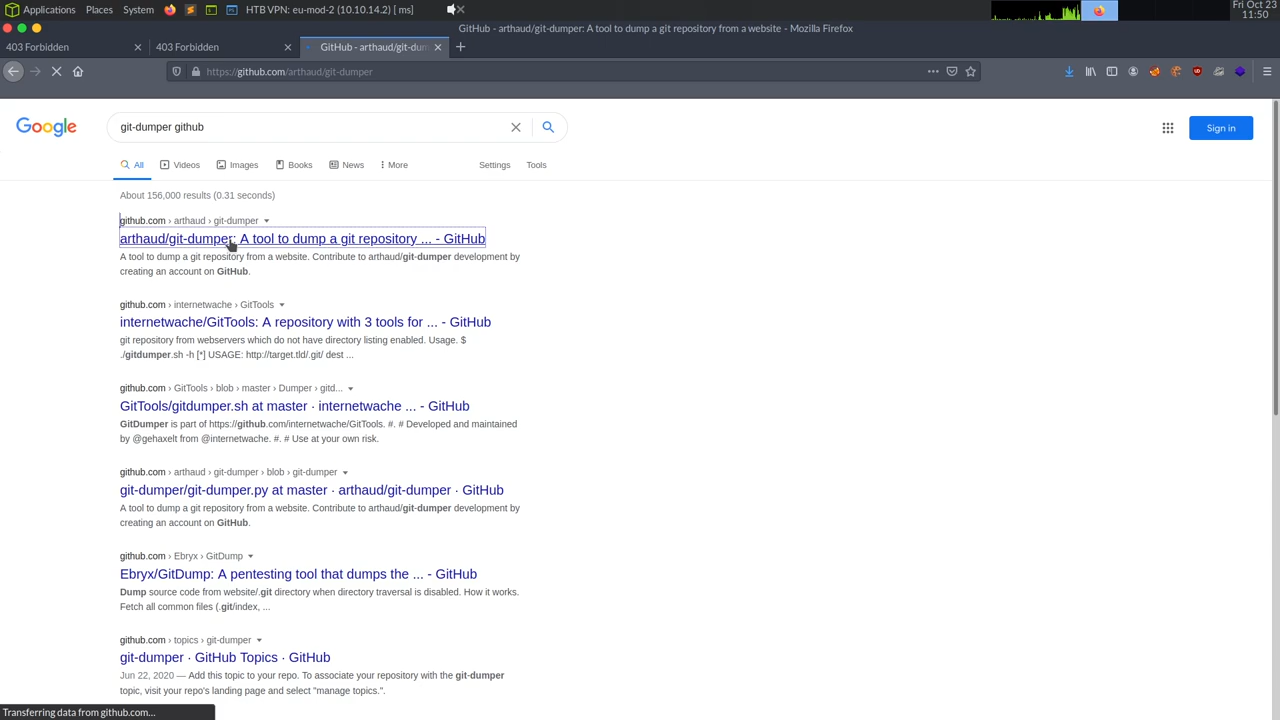 Applications Places System HTB VPN: eu-mod-2 (10.10.14.2) [ms] Fri Oct 23
11:50
GitHub - arthaud/git-dumper: A tool to dump a git repository from a website - Mozilla Firefox
403 Forbidden 403 Forbidden GitHub - arthaud/git-dum
https://github.com/arthaud/git-dumper
Google git-dumper github Sign in
All Videos Images Books News More Settings Tools
About 156,000 results (0.31 seconds)
github.com › arthaud › git-dumper
arthaud/git-dumper: A tool to dump a git repository ... - GitHub
A tool to dump a git repository from a website. Contribute to arthaud/git-dumper development by
creating an account on GitHub.
github.com › internetwache › GitTools
internetwache/GitTools: A repository with 3 tools for ... - GitHub
git repository from webservers which do not have directory listing enabled. Usage. $
./gitdumper.sh -h [*] USAGE: http://target.tld/.git/ dest ...
github.com › GitTools › blob › master › Dumper › gitd...
GitTools/gitdumper.sh at master · internetwache ... - GitHub
GitDumper is part of https://github.com/internetwache/GitTools. #. # Developed and maintained
by @gehaxelt from @internetwache. #. # Use at your own risk.
github.com › arthaud › git-dumper › blob › git-dumper
git-dumper/git-dumper.py at master · arthaud/git-dumper · GitHub
A tool to dump a git repository from a website. Contribute to arthaud/git-dumper development by
creating an account on GitHub.
github.com › Ebryx › GitDump
Ebryx/GitDump: A pentesting tool that dumps the ... - GitHub
Dump source code from website/.git directory when directory traversal is disabled. How it works.
Fetch all common files (.git/index, ...
github.com › topics › git-dumper
git-dumper · GitHub Topics · GitHub
Jun 22, 2020 — Add this topic to your repo. To associate your repository with the git-dumper
topic, visit your repo's landing page and select "manage topics.".
Transferring data from github.com...